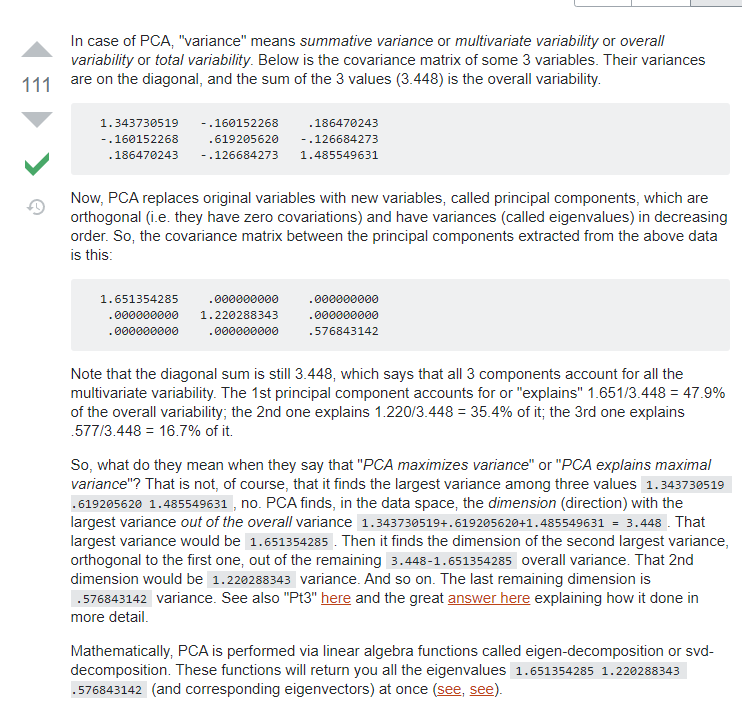 In case of PCA, "variance" means summative variance or multivariate variability or overall
variability or total variability. Below is the covariance matrix of some 3 variables. Their variances
111
are on the diagonal, and the sum of the 3 values (3.448) is the overall variability.
1.343730519 -.160152268 .186470243
-.160152268 .619205620 -.126684273
.186470243 -.126684273 1.485549631
Now, PCA replaces original variables with new variables, called principal components, which are
orthogonal (i.e. they have zero covariations) and have variances (called eigenvalues) in decreasing
order. So, the covariance matrix between the principal components extracted from the above data
is this:
1.651354285 .000000000 .000000000
.000000000 1.220288343 .000000000
.000000000 .000000000 .576843142
Note that the diagonal sum is still 3.448, which says that all 3 components account for all the
multivariate variability. The 1st principal component accounts for or "explains" 1.651/3.448 = 47.9%
of the overall variability; the 2nd one explains 1.220/3.448 = 35.4% of it; the 3rd one explains
.577/3.448 = 16.7% of it.
So, what do they mean when they say that "PCA maximizes variance" or "PCA explains maximal
variance"? That is not, of course, that it finds the largest variance among three values 1.343730519
.619205620 1.485549631 , no. PCA finds, in the data space, the dimension (direction) with the
largest variance out of the overall variance 1.343730519+.619205620+1.485549631 = 3.448 . That
largest variance would be 1.651354285 . Then it finds the dimension of the second largest variance,
orthogonal to the first one, out of the remaining 3.448-1.651354285 overall variance. That 2nd
dimension would be 1.220288343 variance. And so on. The last remaining dimension is
.576843142 variance. See also "Pt3" here and the great answer here explaining how it done in
more detail.
Mathematically, PCA is performed via linear algebra functions called eigen-decomposition or svd-
decomposition. These functions will return you all the eigenvalues 1.651354285 1.220288343
.576843142 (and corresponding eigenvectors) at once (see, see).